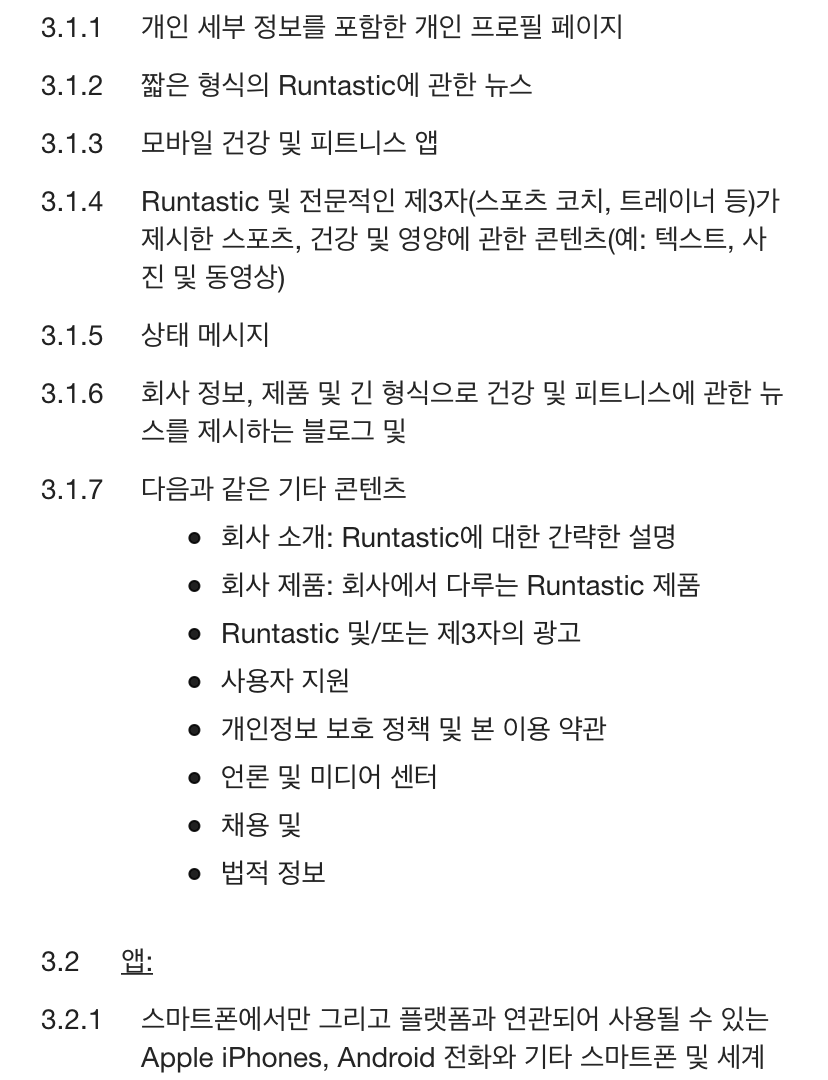 3.1.1 개인 세부 정보를 포함한 개인 프로필 페이지
3.1.2 짧은 형식의 Runtastic에 관한 뉴스
3.1.3 모바일 건강 및 피트니스 앱
3.1.4 Runtastic 및 전문적인 제3자(스포츠 코치, 트레이너 등)가
제시한 스포츠, 건강 및 영양에 관한 콘텐츠(예: 텍스트, 사
진 및 동영상)
3.1.5 상태 메시지
3.1.6 회사 정보, 제품 및 긴 형식으로 건강 및 피트니스에 관한 뉴
스를 제시하는 블로그 및
3.1.7 다음과 같은 기타 콘텐츠
● 회사 소개: Runtastic에 대한 간략한 설명
● 회사 제품: 회사에서 다루는 Runtastic 제품
● Runtastic 및/또는 제3자의 광고
● 사용자 지원
● 개인정보 보호 정책 및 본 이용 약관
● 언론 및 미디어 센터
● 채용 및
● 법적 정보
3.2 앱:
3.2.1 스마트폰에서만 그리고 플랫폼과 연관되어 사용될 수 있는
Apple iPhones, Android 전화와 기타 스마트폰 및 세계